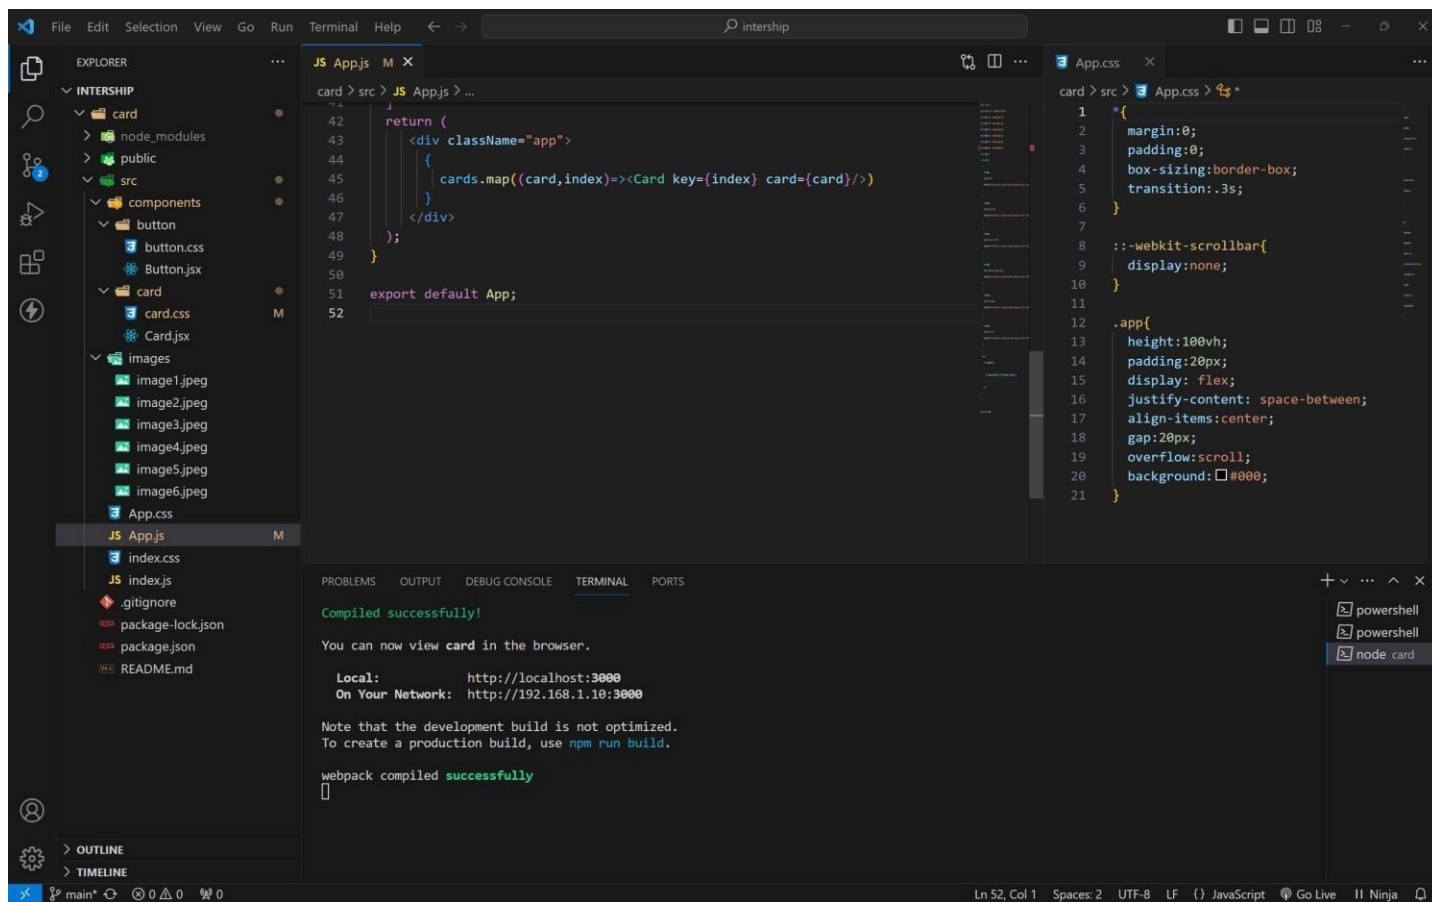 File Edit Selection View Go Run Terminal Help
intership
EXPLORER
INTERSHIP
card
node_modules
public
src
components
button
button.css
Button.jsx
card
card.css M
Card.jsx
images
image1.jpeg
image2.jpeg
image3.jpeg
image4.jpeg
image5.jpeg
image6.jpeg
App.css
JS App.js M
index.css
JS index.js
.gitignore
package-lock.json
package.json
README.md
OUTLINE
TIMELINE
JS App.js M
card > src > JS App.js > ...
41 ]
42 return (
43 <div className="app">
44 {
45 cards.map((card,index)=><Card key={index} card={card}/>)
46 }
47 </div>
48 );
49 }
50
51 export default App;
52
App.css
card > src > App.css > *
1 *{
2 margin:0;
3 padding:0;
4 box-sizing:border-box;
5 transition:.3s;
6 }
7
8 ::-webkit-scrollbar{
9 display:none;
10 }
11
12 .app{
13 height:100vh;
14 padding:20px;
15 display: flex;
16 justify-content: space-between;
17 align-items:center;
18 gap:20px;
19 overflow:scroll;
20 background:#000;
21 }
PROBLEMS OUTPUT DEBUG CONSOLE TERMINAL PORTS
Compiled successfully!
You can now view card in the browser.
Local: http://localhost:3000
On Your Network: http://192.168.1.10:3000
Note that the development build is not optimized.
To create a production build, use npm run build.
webpack compiled successfully
powershell
powershell
node card
2
main* 0 0 0
Ln 52, Col 1 Spaces: 2 UTF-8 LF {} JavaScript Go Live Ninja